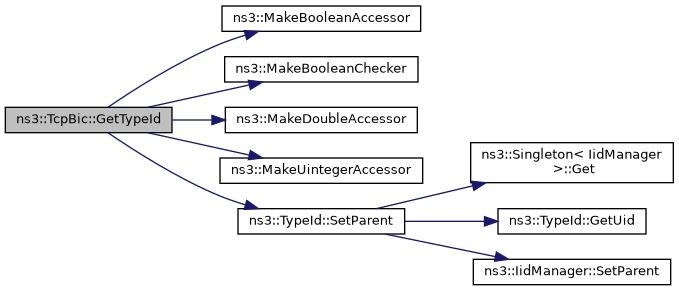 ns3::MakeBooleanAccessor
ns3::MakeBooleanChecker
ns3::TcpBic::GetTypeId
ns3::MakeDoubleAccessor
ns3::MakeUintegerAccessor
ns3::TypeId::SetParent
ns3::Singleton< IidManager
>::Get
ns3::TypeId::GetUid
ns3::IidManager::SetParent